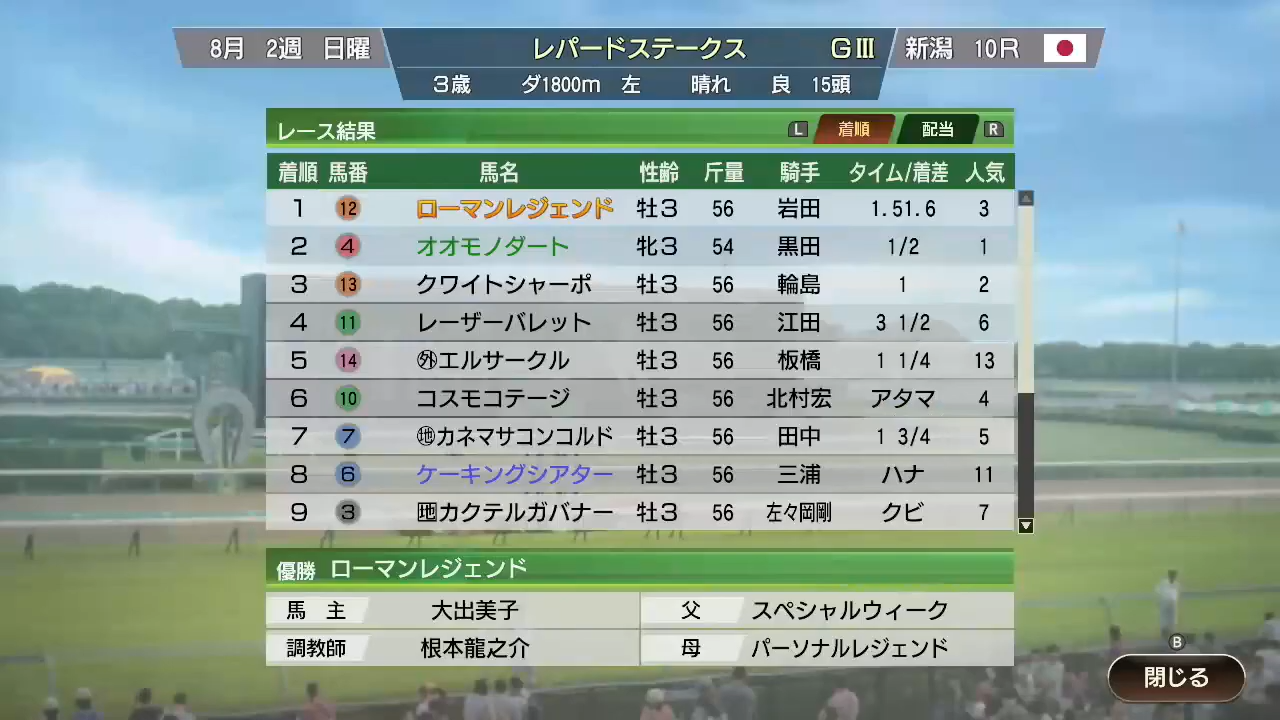 8月 2週 日曜 レパードステークス GⅢ 新潟 10R
3歳 ダ1800m 左 晴れ 良 15頭
レース結果 L 着順 配当 R
着順 馬番 馬名 性齢 斤量 騎手 タイム/着差 人気
1 12 ローマンレジェンド 牡3 56 岩田 1.51.6 3
2 4 オオモノダート 牝3 54 黒田 1/2 1
3 13 クワイトシャーポ 牡3 56 輪島 1 2
4 11 レーザーバレット 牡3 56 江田 3 1/2 6
5 14 ㊕エルサークル 牡3 56 板橋 1 1/4 13
6 10 コスモコテージ 牡3 56 北村宏 アタマ 4
7 7 地カネマサコンコルド 牡3 56 田中 1 3/4 5
8 6 ケーキングシアター 牡3 56 三浦 ハナ 11
9 3 地カクテルガバナー 牡3 56 左々岡剛 クビ 7
優勝 ローマンレジェンド
馬主 大出美子 父 スペシャルウィーク
調教師 根本龍之介 母 パーソナルレジェンド
B
閉じる